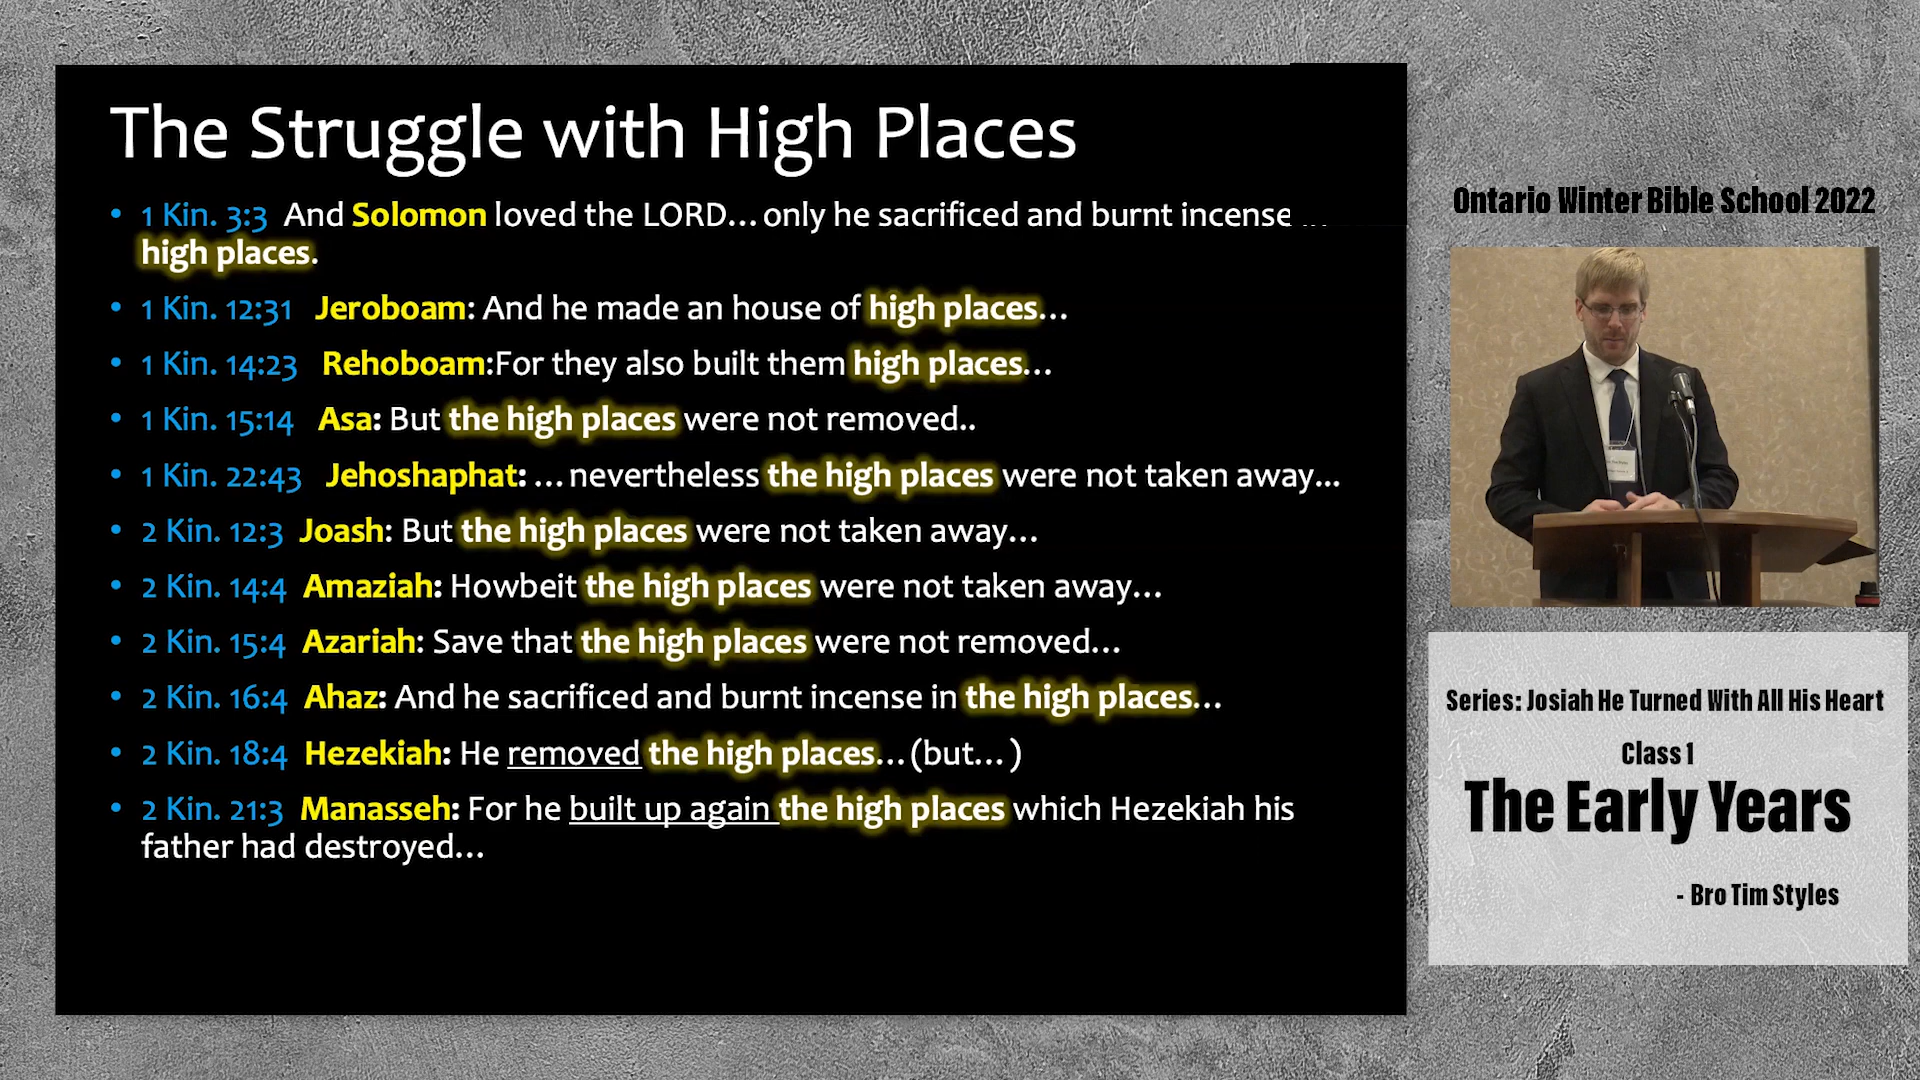 The Struggle with High Places
• 1 Kin. 3:3 And Solomon loved the LORD… only he sacrificed and burnt incense
high places.
• 1 Kin. 12:31 Jeroboam: And he made an house of high places…
• 1 Kin. 14:23 Rehoboam:For they also built them high places…
• 1 Kin. 15:14 Asa: But the high places were not removed..
• 1 Kin. 22:43 Jehoshaphat: …nevertheless the high places were not taken away...
• 2 Kin. 12:3 Joash: But the high places were not taken away…
• 2 Kin. 14:4 Amaziah: Howbeit the high places were not taken away…
• 2 Kin. 15:4 Azariah: Save that the high places were not removed…
• 2 Kin. 16:4 Ahaz: And he sacrificed and burnt incense in the high places…
• 2 Kin. 18:4 Hezekiah: He removed the high places…(but…)
• 2 Kin. 21:3 Manasseh: For he built up again the high places which Hezekiah his
father had destroyed…
Ontario Winter Bible School 2022
Series: Josiah He Turned With All His Heart
Class 1
The Early Years
- Bro Tim Styles